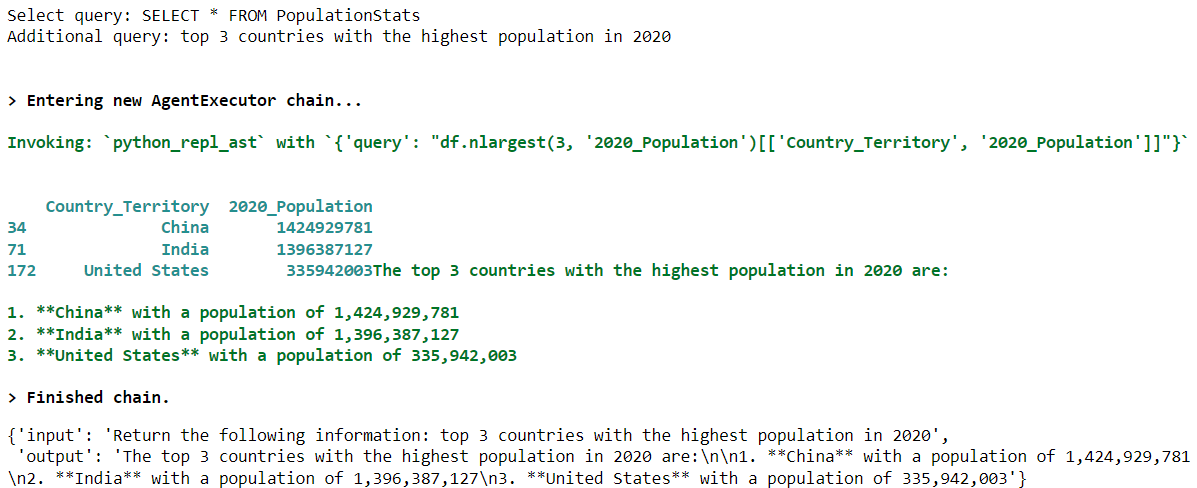 Select query: SELECT * FROM PopulationStats
Additional query: top 3 countries with the highest population in 2020
> Entering new AgentExecutor chain...
Invoking: `python_repl_ast` with `{'query': "df.nlargest(3, '2020_Population')[['Country_Territory', '2020_Population']]"}`
    Country_Territory  2020_Population
34              China       1424929781
71              India       1396387127
172     United States        335942003The top 3 countries with the highest population in 2020 are:
1. **China** with a population of 1,424,929,781
2. **India** with a population of 1,396,387,127
3. **United States** with a population of 335,942,003
> Finished chain.
{'input': 'Return the following information: top 3 countries with the highest population in 2020',
 'output': 'The top 3 countries with the highest population in 2020 are:\n\n1. **China** with a population of 1,424,929,781
\n2. **India** with a population of 1,396,387,127\n3. **United States** with a population of 335,942,003'}